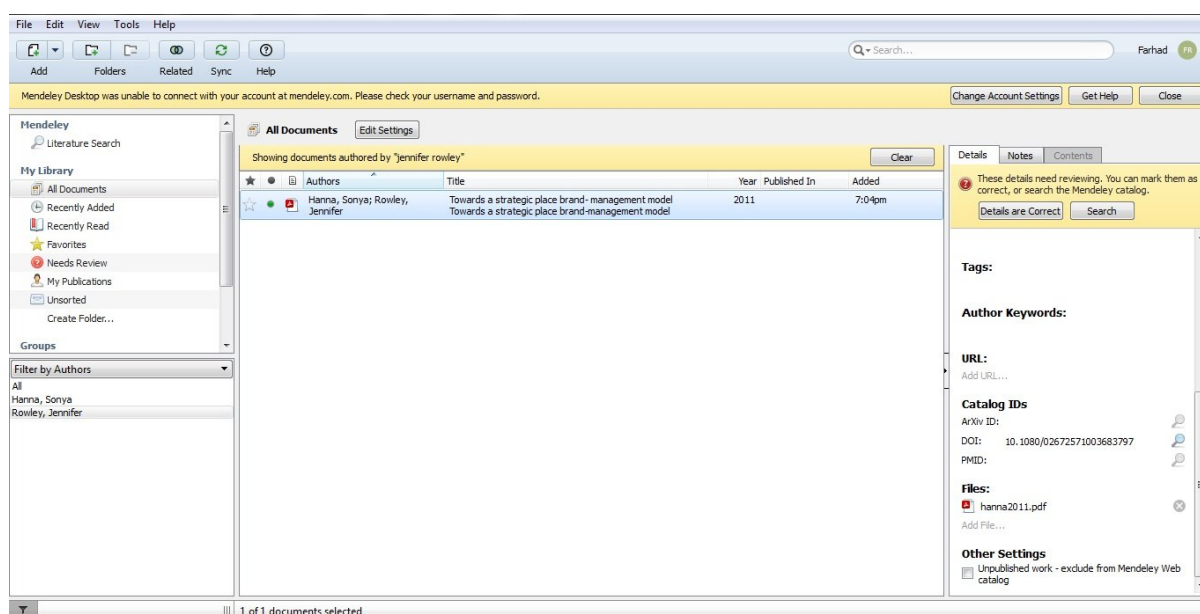 File Edit View Tools Help
Search...
Farhad FR
Add Folders Related Sync Help
Mendeley Desktop was unable to connect with your account at mendeley.com. Please check your username and password.
Change Account Settings Get Help Close
Mendeley
Literature Search
My Library
All Documents
Recently Added
Recently Read
Favorites
Needs Review
My Publications
Unsorted
Create Folder...
Groups
Filter by Authors
All
Hanna, Sonya
Rowley, Jennifer
All Documents Edit Settings
Showing documents authored by "jennifer rowley" Clear
Authors Title Year Published In Added
Hanna, Sonya; Rowley, Jennifer
Towards a strategic place brand- management model
Towards a strategic place brand-management model
2011 7:04pm
Details Notes Contents
These details need reviewing. You can mark them as
correct, or search the Mendeley catalog.
Details are Correct Search
Tags:
Author Keywords:
URL:
Add URL...
Catalog IDs
ArXiv ID:
DOI: 10.1080/02672571003683797
PMID:
Files:
hanna2011.pdf
Add File...
Other Settings
Unpublished work - exclude from Mendeley Web
catalog
1 of 1 documents selected